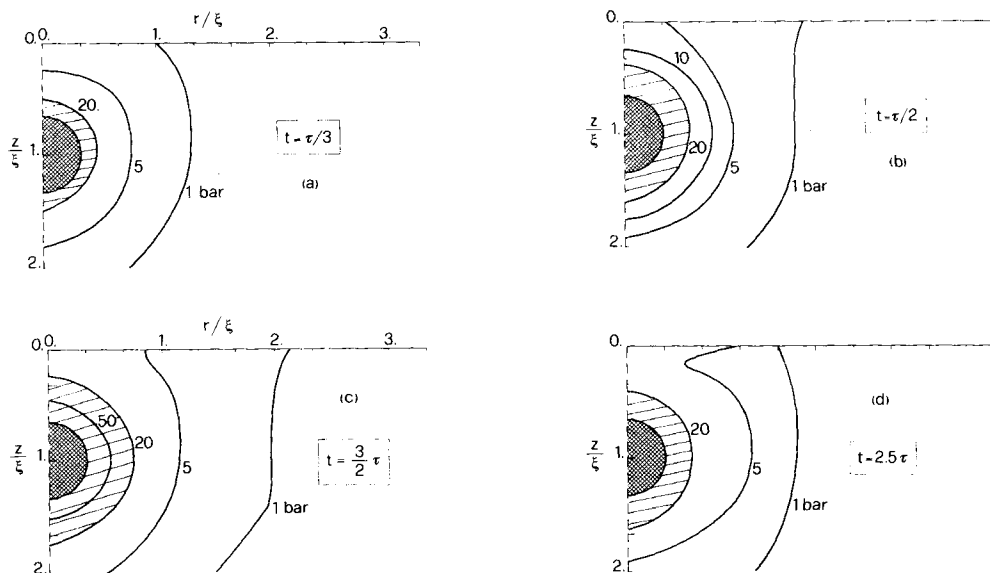 r/ξ
0. 1. 2. 3.
0.
z/ξ
1.
2.
20.
5
1 bar
t = τ/3
(a)
0.
z/ξ
1.
2.
10
20
5
1 bar
t = τ/2
(b)
r/ξ
0. 1. 2. 3.
0.
z/ξ
1.
2.
50
20
5
1 bar
(c)
t = 3/2 τ
0.
z/ξ
1.
2.
20
5
1 bar
(d)
t = 2.5 τ